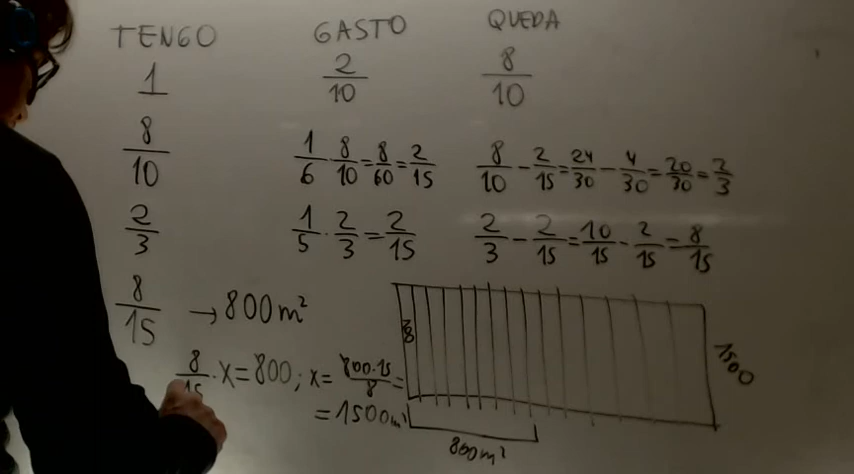 TENGO GASTO QUEDA
1 2/10 8/10
8/10 1/6 · 8/10 = 8/60 = 2/15 8/10 - 2/15 = 24/30 - 4/30 = 20/30 = 2/3
2/3 1/5 · 2/3 = 2/15 2/3 - 2/15 = 10/15 - 2/15 = 8/15
8/15 → 800 m²
8/15 · x = 800; x = 800·15/8 =
= 1500 m²
1500
800 m²